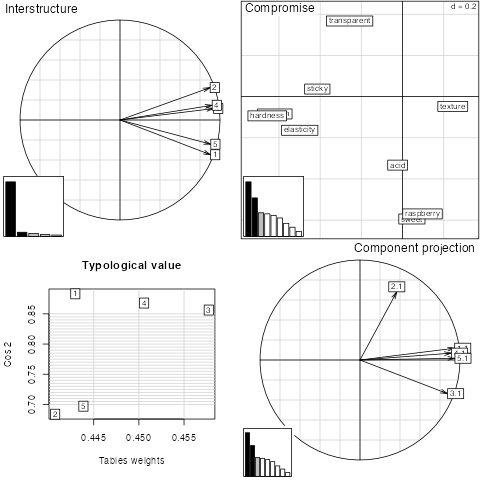 Interstructure
2
4
5
1
Compromise
d = 0.2
transparent
sticky
texture
hardness
elasticity
acid
raspberry
sweet
Typological value
Cos 2
0.70
0.75
0.80
0.85
1
4
3
5
2
0.445
0.450
0.455
Tables weights
Component projection
2.1
5.1
3.1